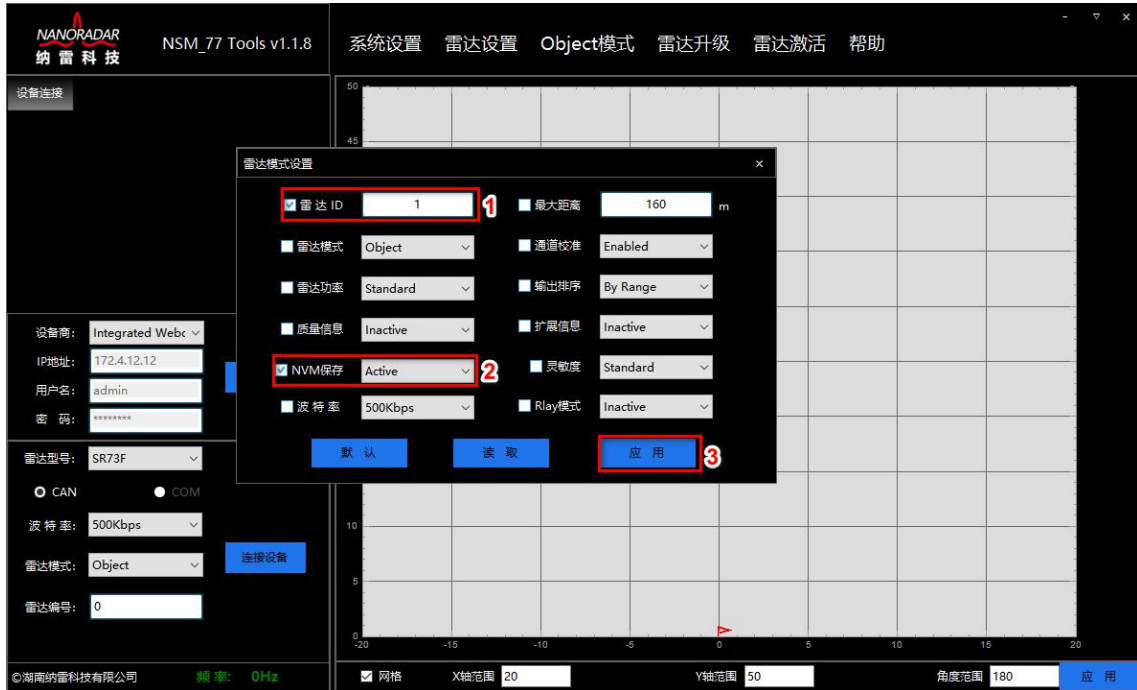 NANORADAR
纳雷科技
NSM_77 Tools v1.1.8
系统设置 雷达设置 Object模式 雷达升级 雷达激活 帮助
设备连接
50
45
雷达模式设置
雷达ID 1 1 最大距离 160 m
雷达模式 Object 通道校准 Enabled
雷达功率 Standard 输出排序 By Range
质量信息 Inactive 扩展信息 Inactive
NVM保存 Active 2 灵敏度 Standard
波特率 500Kbps Rlay模式 Inactive
默认 读取 应用 3
设备商: Integrated Webc
IP地址: 172.4.12.12
用户名: admin
密码: ********
雷达型号: SR73F
CAN COM
波特率: 500Kbps
连接设备
雷达模式: Object
雷达编号: 0
10
5
0
-20 -15 -10 -5 0 5 10 15 20
©湖南纳雷科技有限公司 频率: 0Hz
网格 X轴范围 20 Y轴范围 50 角度范围 180 应用